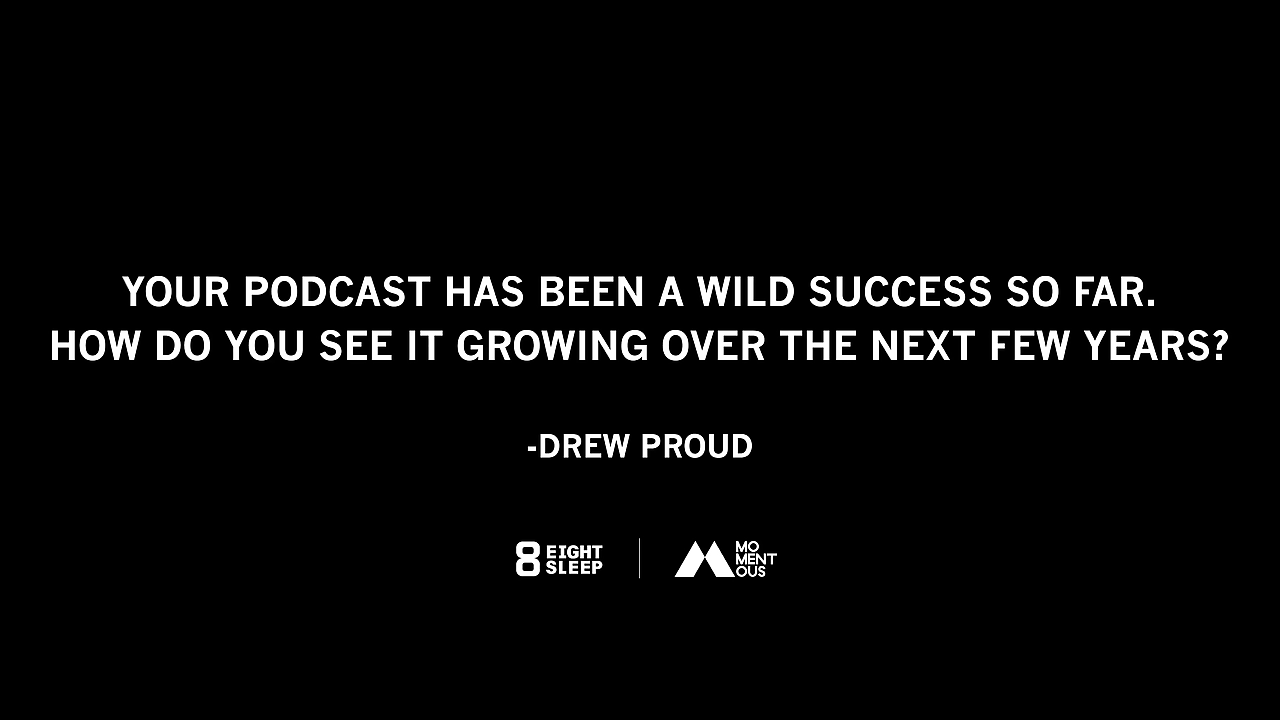 YOUR PODCAST HAS BEEN A WILD SUCCESS SO FAR.
HOW DO YOU SEE IT GROWING OVER THE NEXT FEW YEARS?
-DREW PROUD
8 EIGHT
SLEEP
MO
MENT
OUS